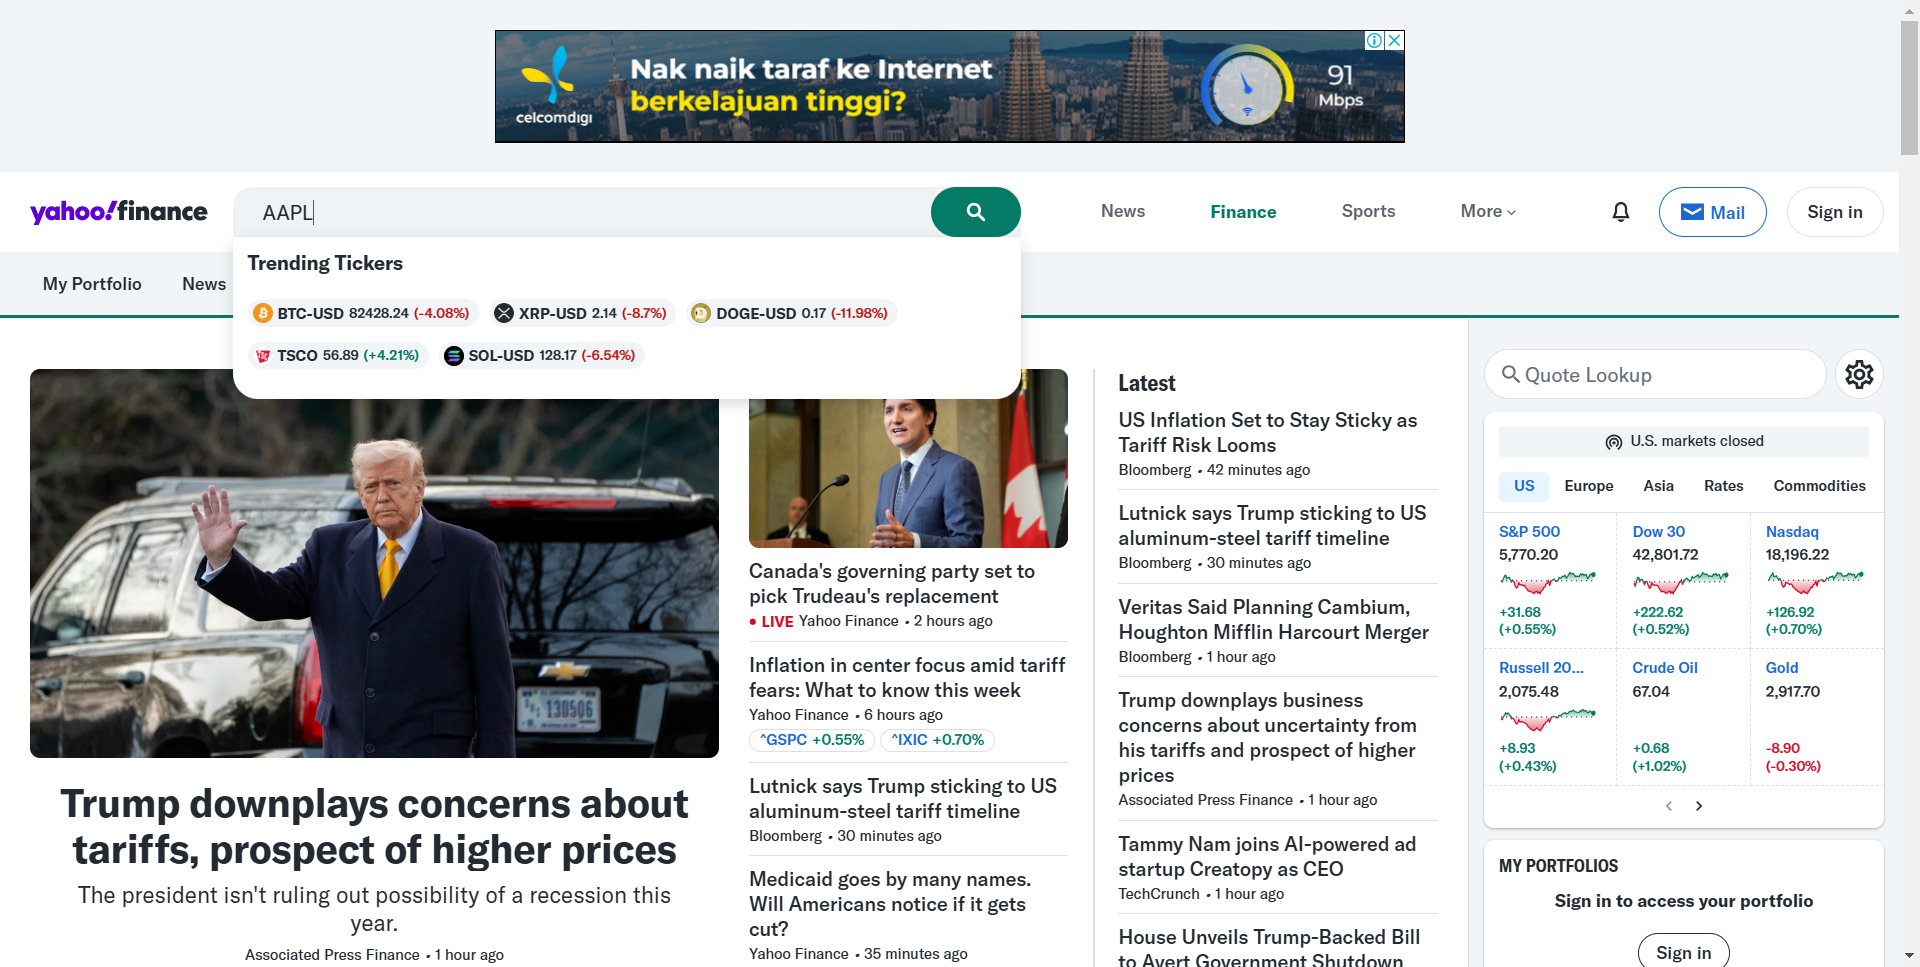 Nak naik taraf ke Internet
berkelajuan tinggi?
celcomdigi
91
Mbps
yahoo!finance
AAPL
News
Finance
Sports
More
Mail
Sign in
My Portfolio
News
Trending Tickers
BTC-USD 82428.24 (-4.08%)
XRP-USD 2.14 (-8.7%)
DOGE-USD 0.17 (-11.98%)
TSCO 56.89 (+4.21%)
SOL-USD 128.17 (-6.54%)
Trump downplays concerns about
tariffs, prospect of higher prices
The president isn't ruling out possibility of a recession this
year.
Associated Press Finance • 1 hour ago
Canada's governing party set to
pick Trudeau's replacement
• LIVE Yahoo Finance • 2 hours ago
Inflation in center focus amid tariff
fears: What to know this week
Yahoo Finance • 6 hours ago
^GSPC +0.55%
^IXIC +0.70%
Lutnick says Trump sticking to US
aluminum-steel tariff timeline
Bloomberg • 30 minutes ago
Medicaid goes by many names.
Will Americans notice if it gets
cut?
Yahoo Finance • 35 minutes ago
Latest
US Inflation Set to Stay Sticky as
Tariff Risk Looms
Bloomberg • 42 minutes ago
Lutnick says Trump sticking to US
aluminum-steel tariff timeline
Bloomberg • 30 minutes ago
Veritas Said Planning Cambium,
Houghton Mifflin Harcourt Merger
Bloomberg • 1 hour ago
Trump downplays business
concerns about uncertainty from
his tariffs and prospect of higher
prices
Associated Press Finance • 1 hour ago
Tammy Nam joins AI-powered ad
startup Creatopy as CEO
TechCrunch • 1 hour ago
House Unveils Trump-Backed Bill
to Avert Government Shutdown
Quote Lookup
U.S. markets closed
US
Europe
Asia
Rates
Commodities
S&P 500
5,770.20
+31.68
(+0.55%)
Dow 30
42,801.72
+222.62
(+0.52%)
Nasdaq
18,196.22
+126.92
(+0.70%)
Russell 20...
2,075.48
+8.93
(+0.43%)
Crude Oil
67.04
+0.68
(+1.02%)
Gold
2,917.70
-8.90
(-0.30%)
MY PORTFOLIOS
Sign in to access your portfolio
Sign in